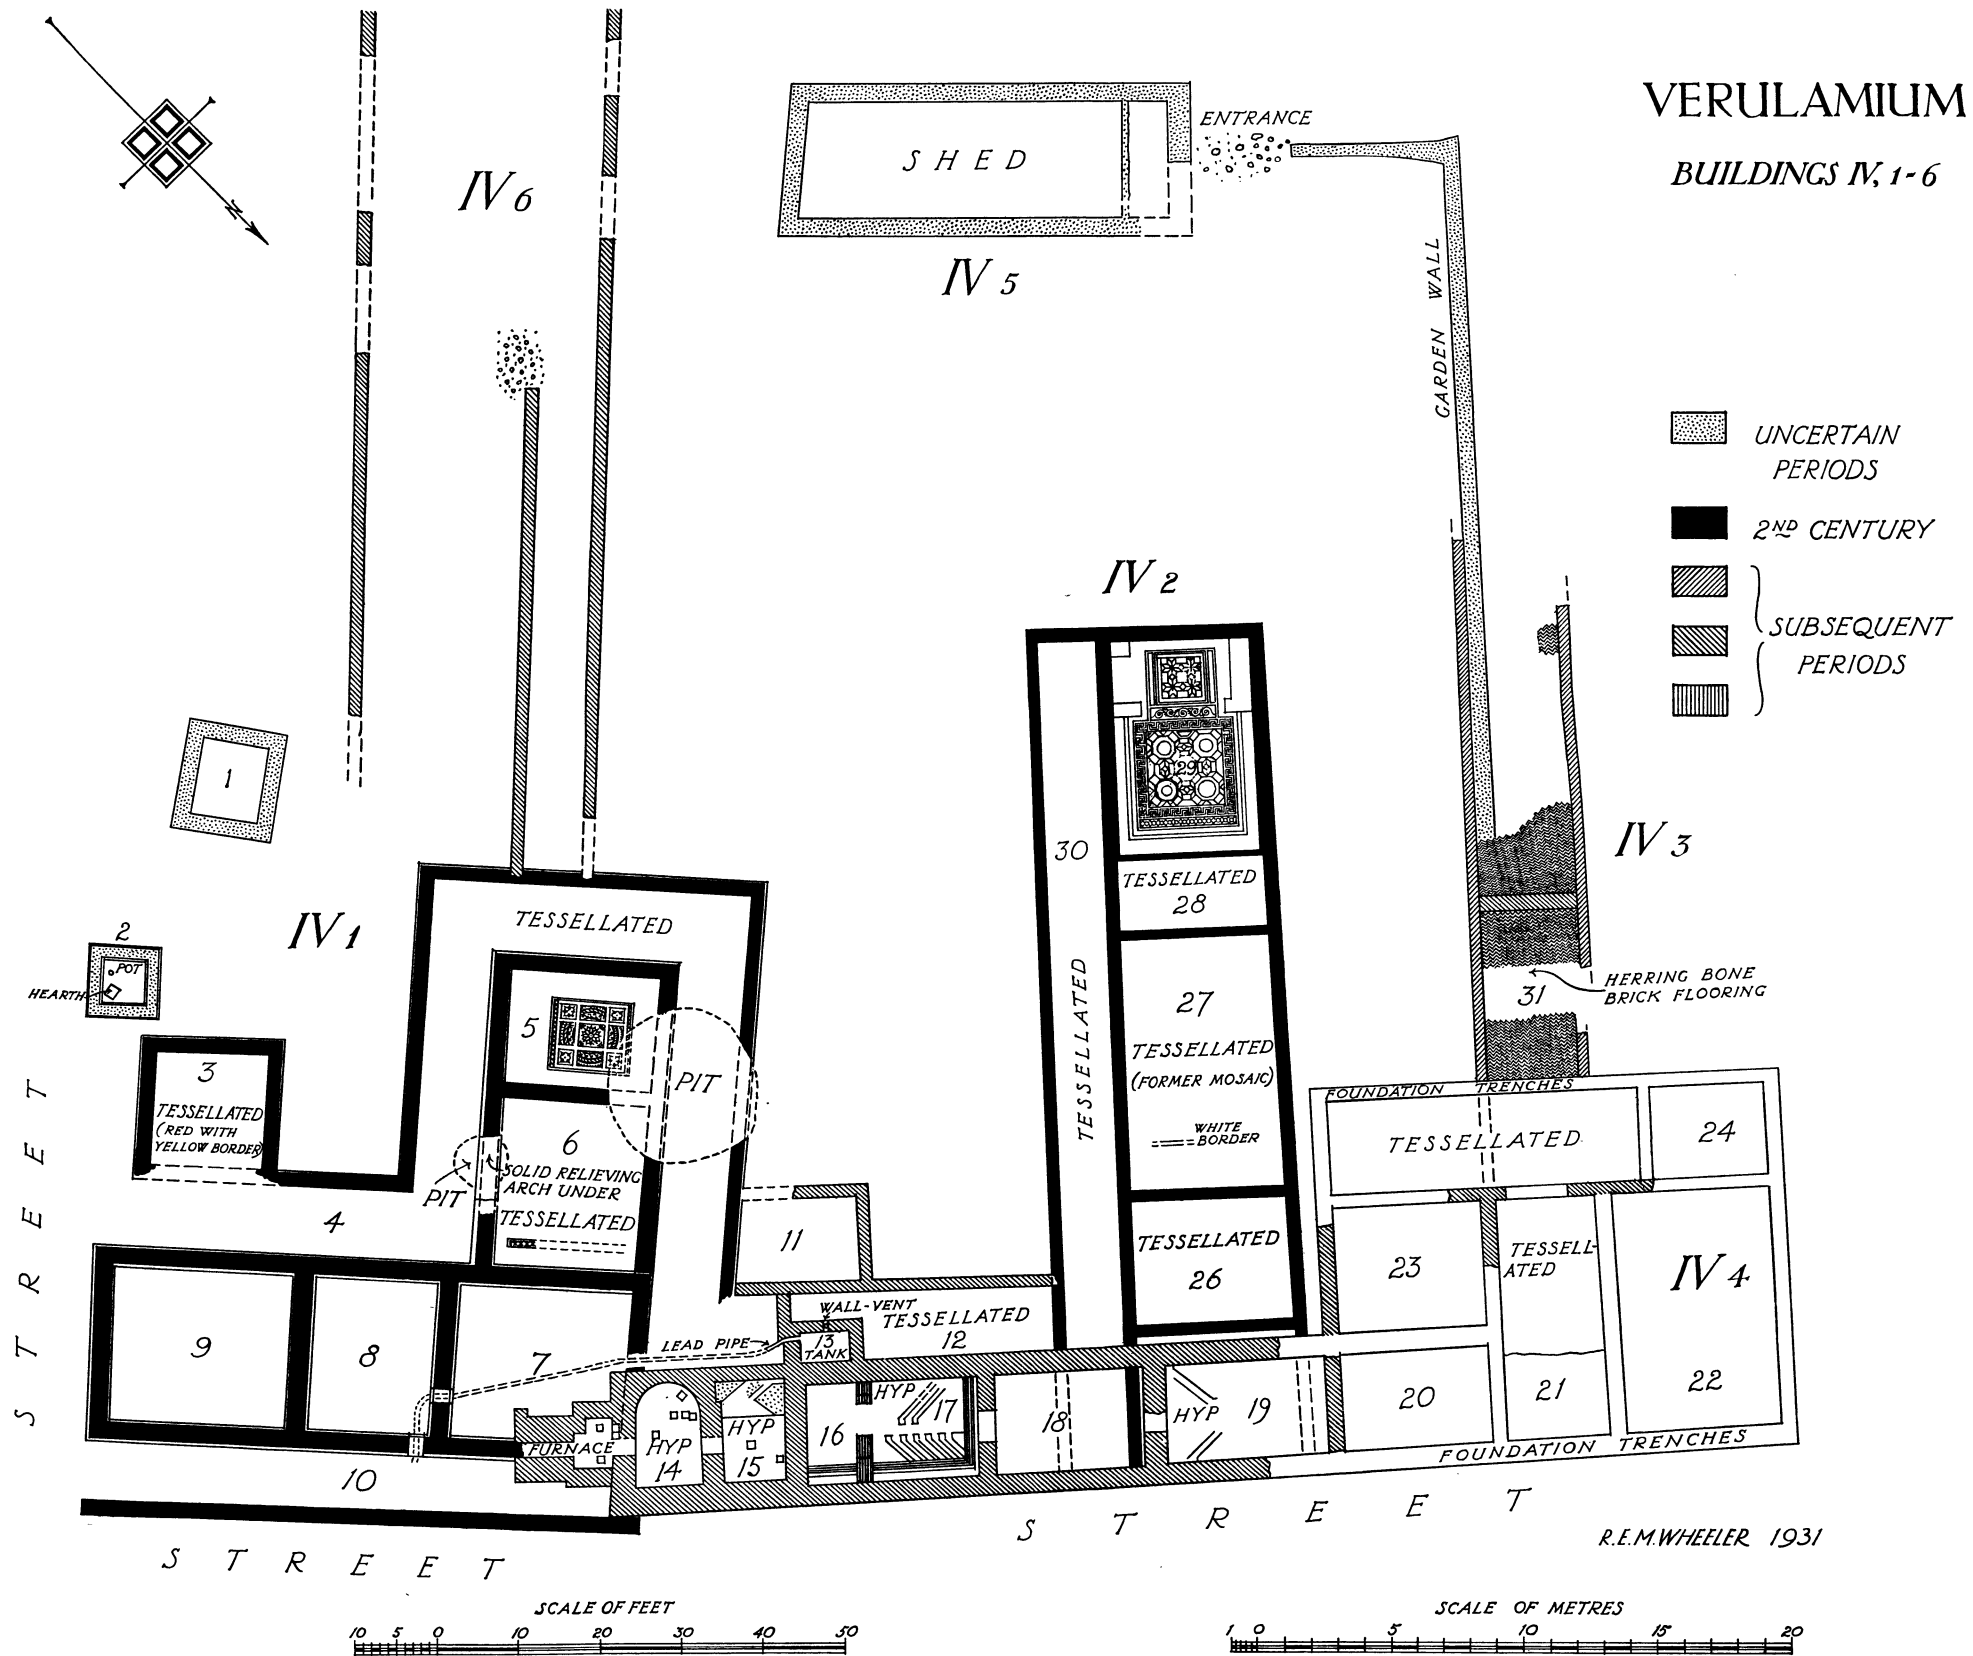 VERULAMIUM
BUILDINGS IV, 1-6
N
IV 6
SHED
ENTRANCE
IV 5
GARDEN WALL
UNCERTAIN
PERIODS
2ND CENTURY
SUBSEQUENT
PERIODS
IV 2
29
30
TESSELLATED
TESSELLATED
28
27
TESSELLATED
(FORMER MOSAIC)
WHITE
BORDER
TESSELLATED
26
IV 3
HERRING BONE
BRICK FLOORING
31
1
IV 1
2
POT
HEARTH
3
TESSELLATED
(RED WITH
YELLOW BORDER)
TESSELLATED
5
PIT
6
SOLID RELIEVING
ARCH UNDER
TESSELLATED
PIT
4
11
WALL-VENT
TESSELLATED
12
13
TANK
LEAD PIPE
9
8
7
FURNACE
HYP
14
HYP
15
16
HYP
17
18
HYP
19
20
21
22
10
FOUNDATION TRENCHES
TESSELLATED
24
23
TESSELL-
ATED
IV 4
FOUNDATION TRENCHES
STREET
STREET
STREET
R.E.M. WHEELER 1931
SCALE OF FEET
10 5 0 10 20 30 40 50
SCALE OF METRES
1 0 5 10 15 20